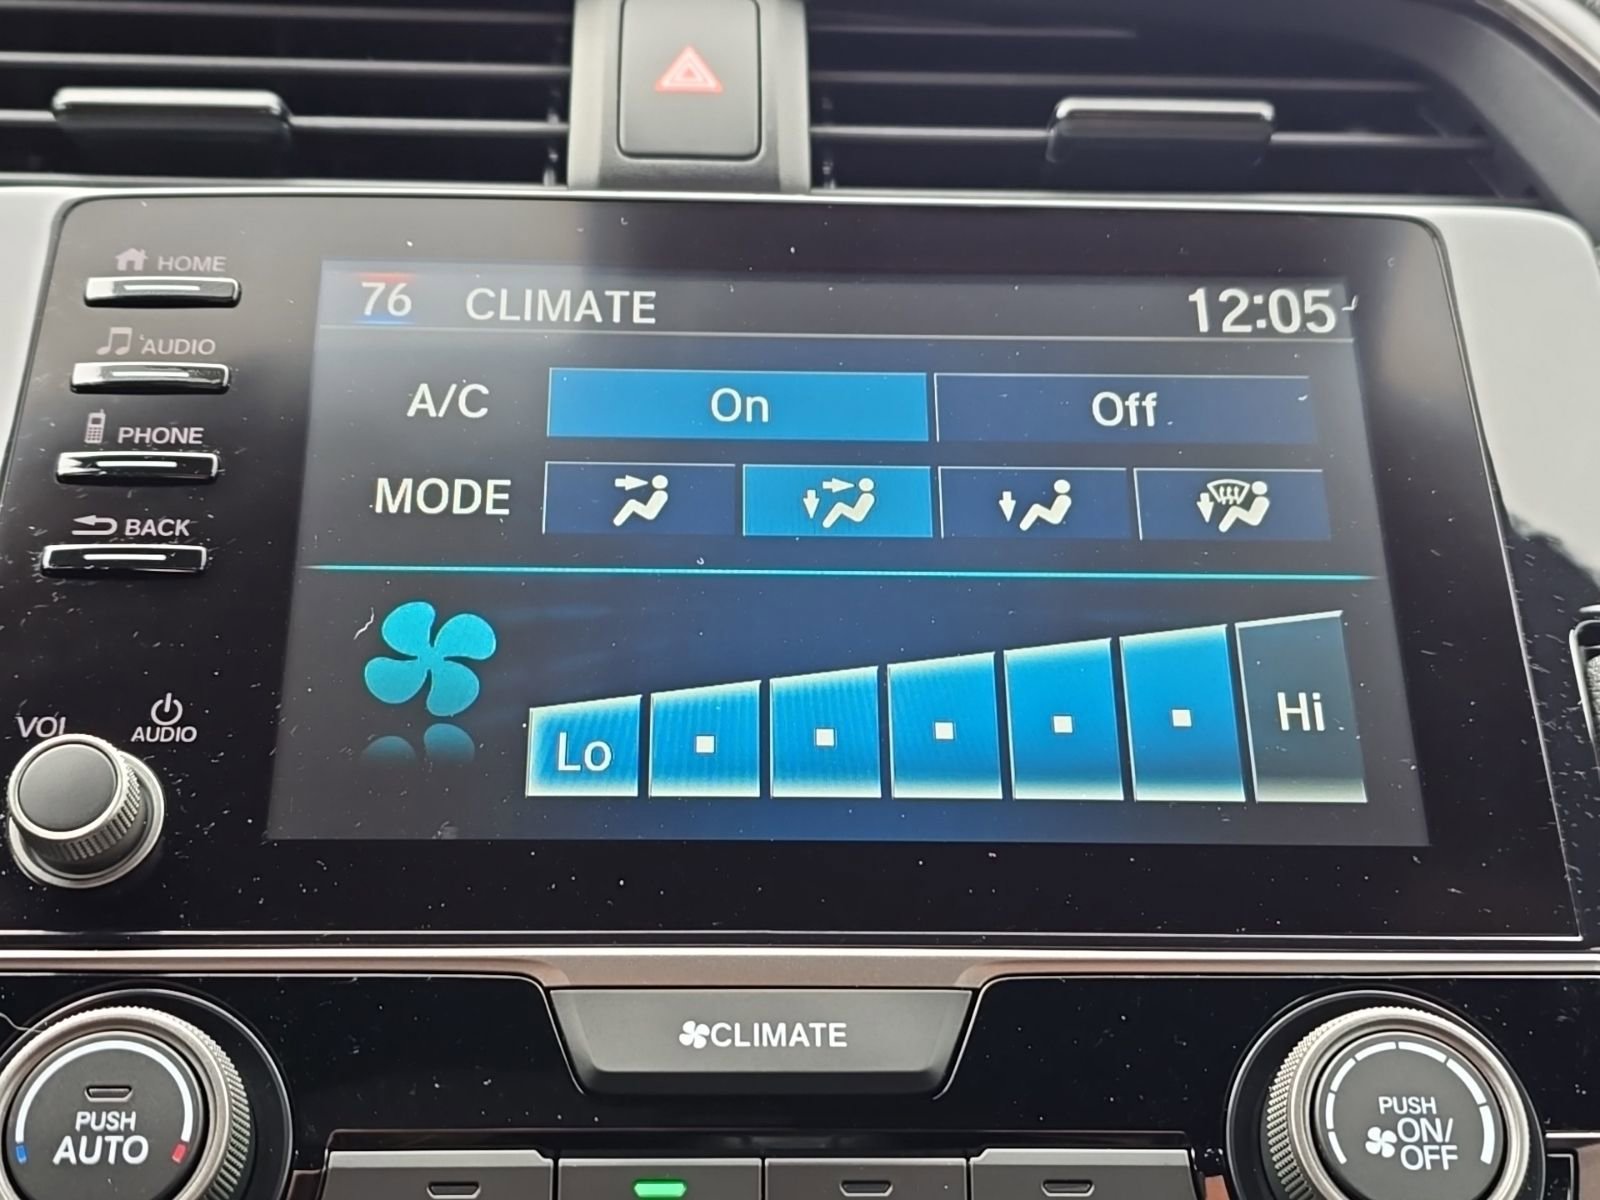 HOME
76 CLIMATE 12:05
AUDIO
A/C On Off
PHONE
MODE
BACK
VOL
AUDIO
Lo Hi
CLIMATE
PUSH
AUTO
PUSH
ON/
OFF